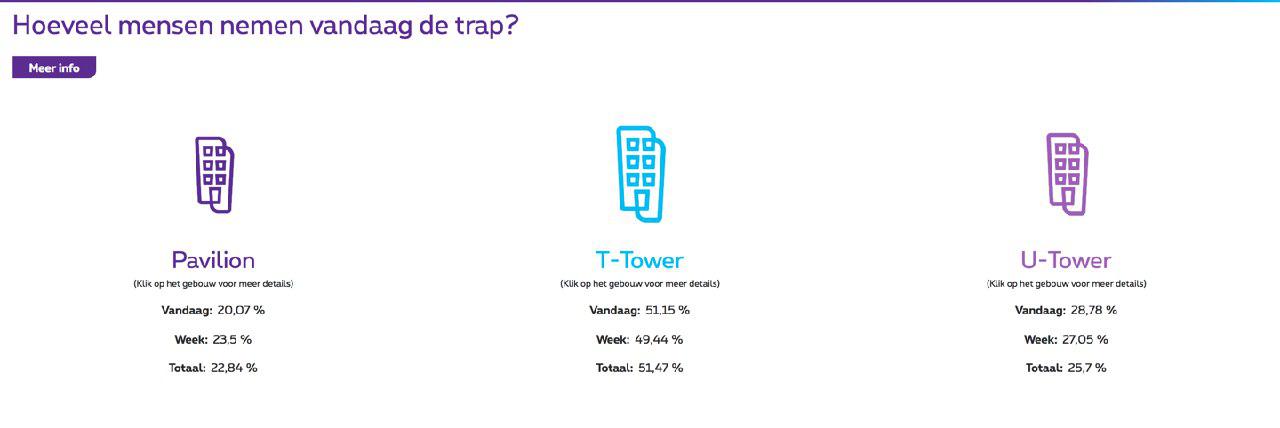 Hoeveel mensen nemen vandaag de trap?
Meer info
Pavilion
(Klik op het gebouw voor meer details)
Vandaag: 20,07 %
Week: 23,5 %
Totaal: 22,84 %
T-Tower
(Klik op het gebouw voor meer details)
Vandaag: 51,15 %
Week: 49,44 %
Totaal: 51,47 %
U-Tower
(Klik op het gebouw voor meer details)
Vandaag: 28,78 %
Week: 27,05 %
Totaal: 25,7 %